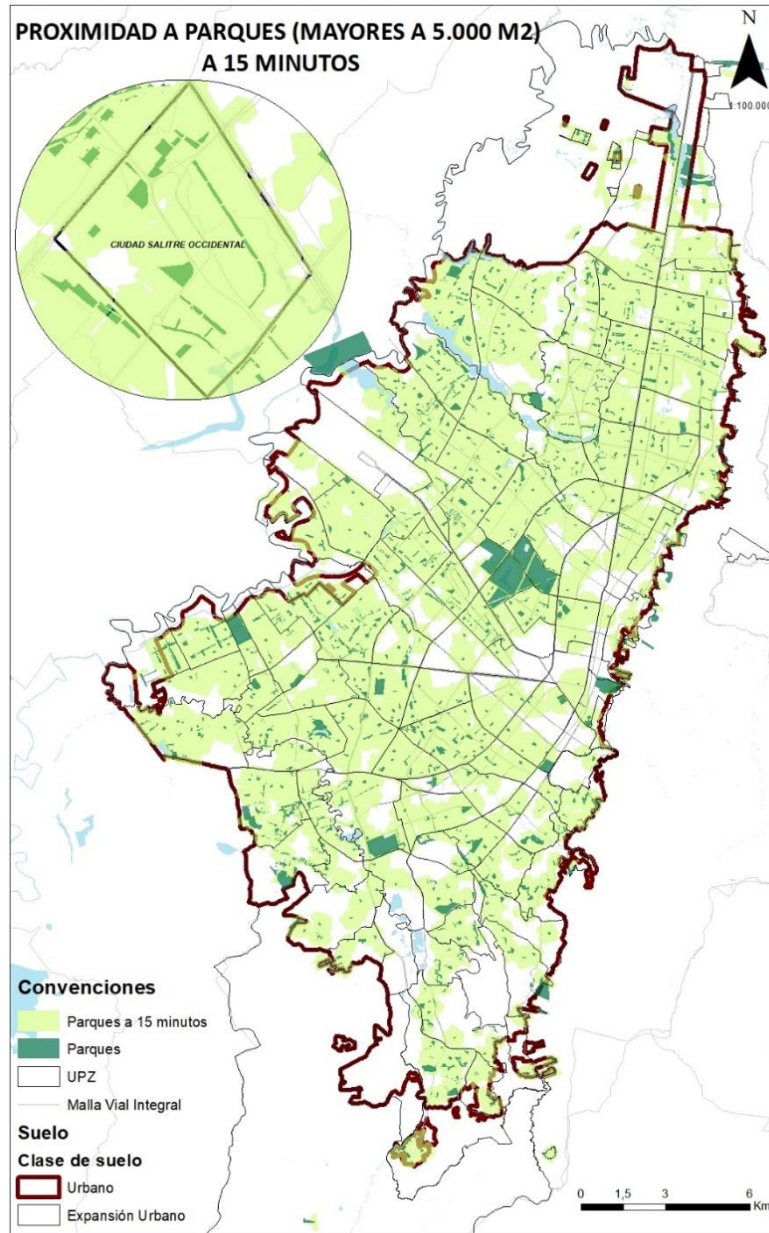 PROXIMIDAD A PARQUES (MAYORES A 5.000 M2)
A 15 MINUTOS
N
1:100.000
CIUDAD SALITRE OCCIDENTAL
Convenciones
Parques a 15 minutos
Parques
UPZ
Malla Vial Integral
Suelo
Clase de suelo
Urbano
Expansión Urbano
0 1,5 3 6
Km